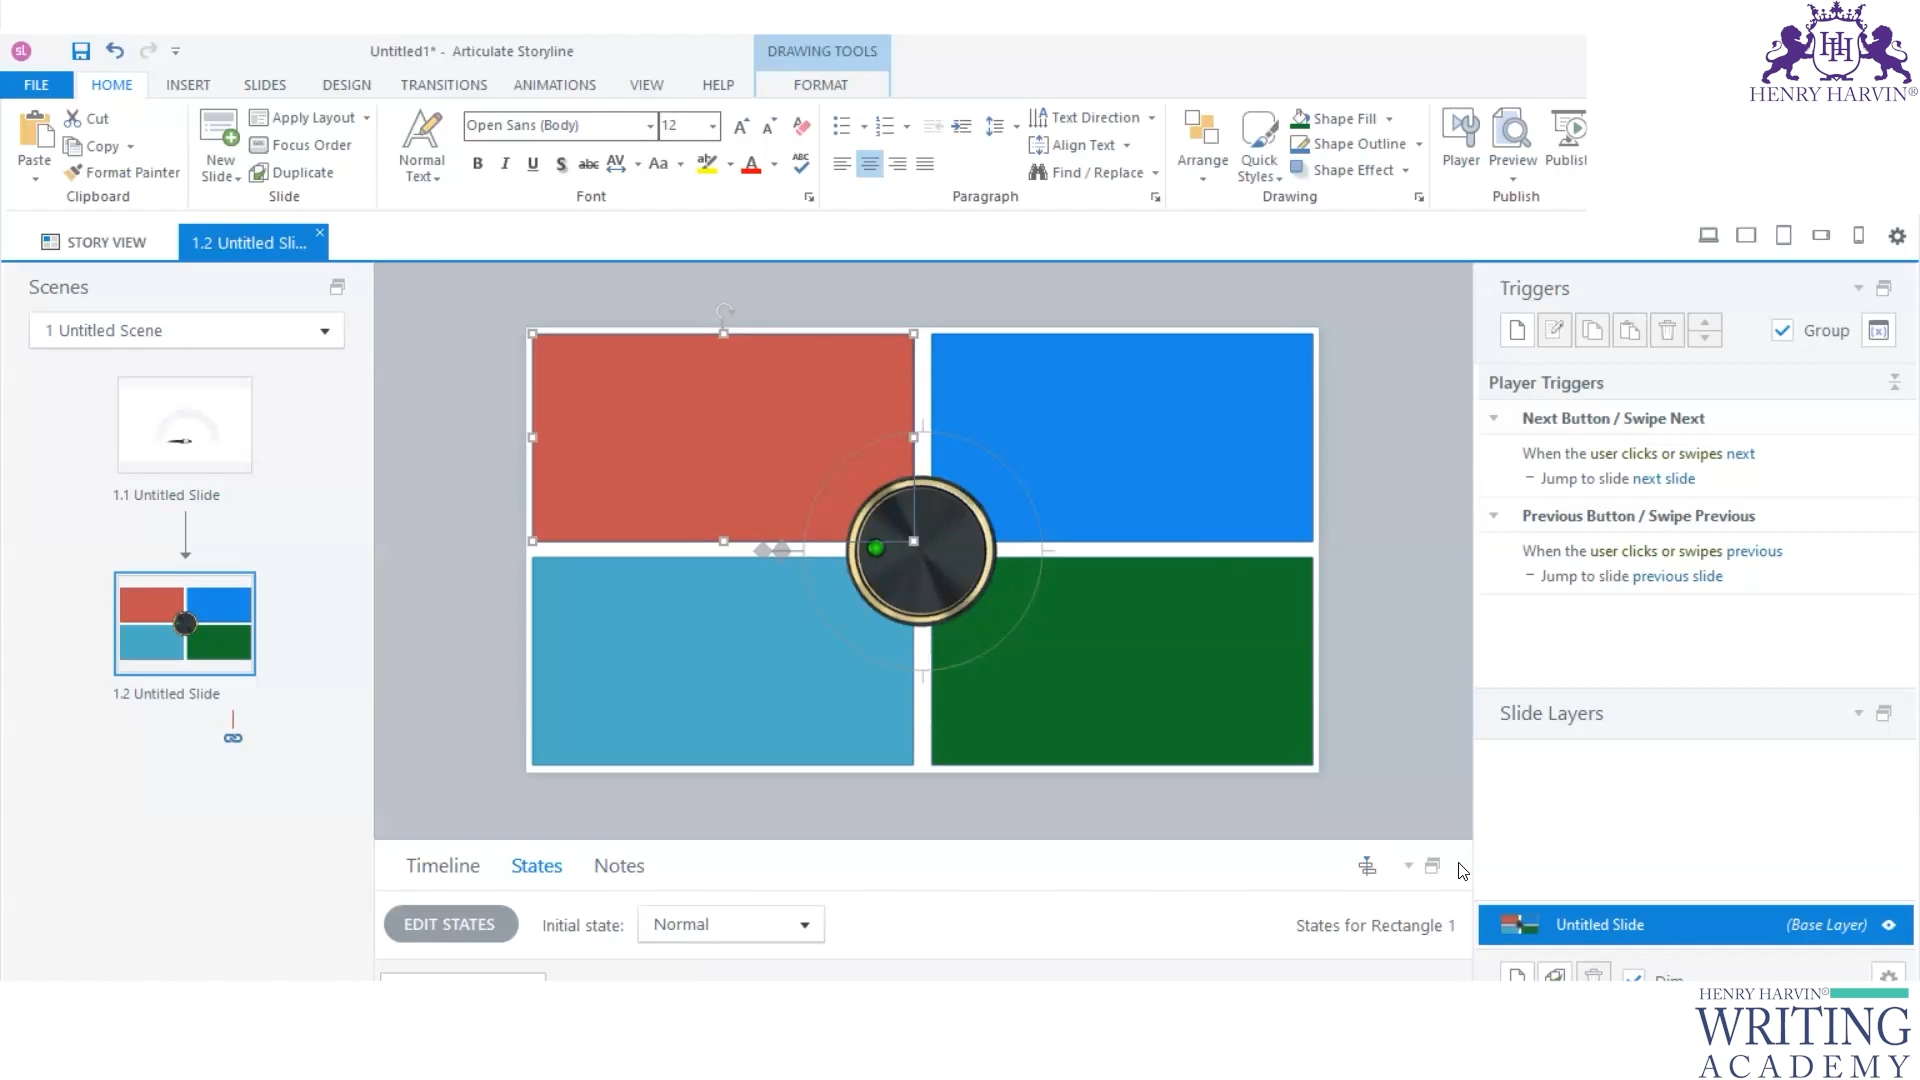 HENRY HARVIN®
sL
Untitled1* - Articulate Storyline
DRAWING TOOLS
FILE
HOME
INSERT
SLIDES
DESIGN
TRANSITIONS
ANIMATIONS
VIEW
HELP
FORMAT
Paste
Cut
Copy
Format Painter
Clipboard
New
Slide
Apply Layout
Focus Order
Duplicate
Slide
Normal
Text
Open Sans (Body)
12
B I U S abc AV Aa
ABC
Font
Text Direction
Align Text
Find / Replace
Paragraph
Arrange
Quick
Styles
Shape Fill
Shape Outline
Shape Effect
Drawing
Player
Preview
Publish
Publish
STORY VIEW
1.2 Untitled Sli...
Scenes
1 Untitled Scene
1.1 Untitled Slide
1.2 Untitled Slide
Triggers
Group
Player Triggers
Next Button / Swipe Next
When the user clicks or swipes next
– Jump to slide next slide
Previous Button / Swipe Previous
When the user clicks or swipes previous
– Jump to slide previous slide
Slide Layers
Timeline
States
Notes
EDIT STATES
Initial state:
Normal
States for Rectangle 1
Untitled Slide
(Base Layer)
HENRY HARVIN®
WRITING
ACADEMY